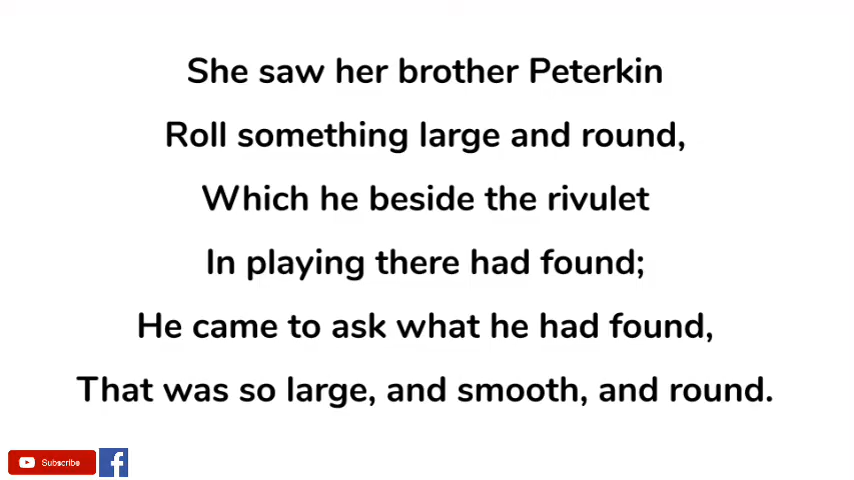 She saw her brother Peterkin
Roll something large and round,
Which he beside the rivulet
In playing there had found;
He came to ask what he had found,
That was so large, and smooth, and round.
Subscribe
f